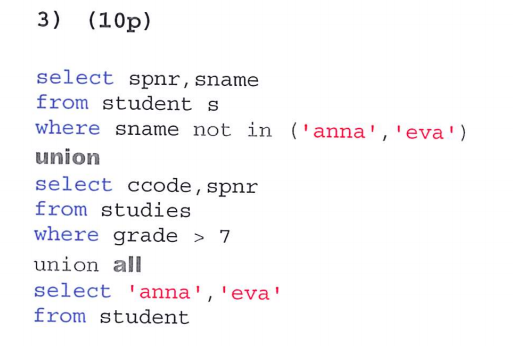 3) (10p)
select spnr,sname
from student s
where sname not in ('anna','eva')
union
select ccode,spnr
from studies
where grade > 7
union all
select 'anna','eva'
from student